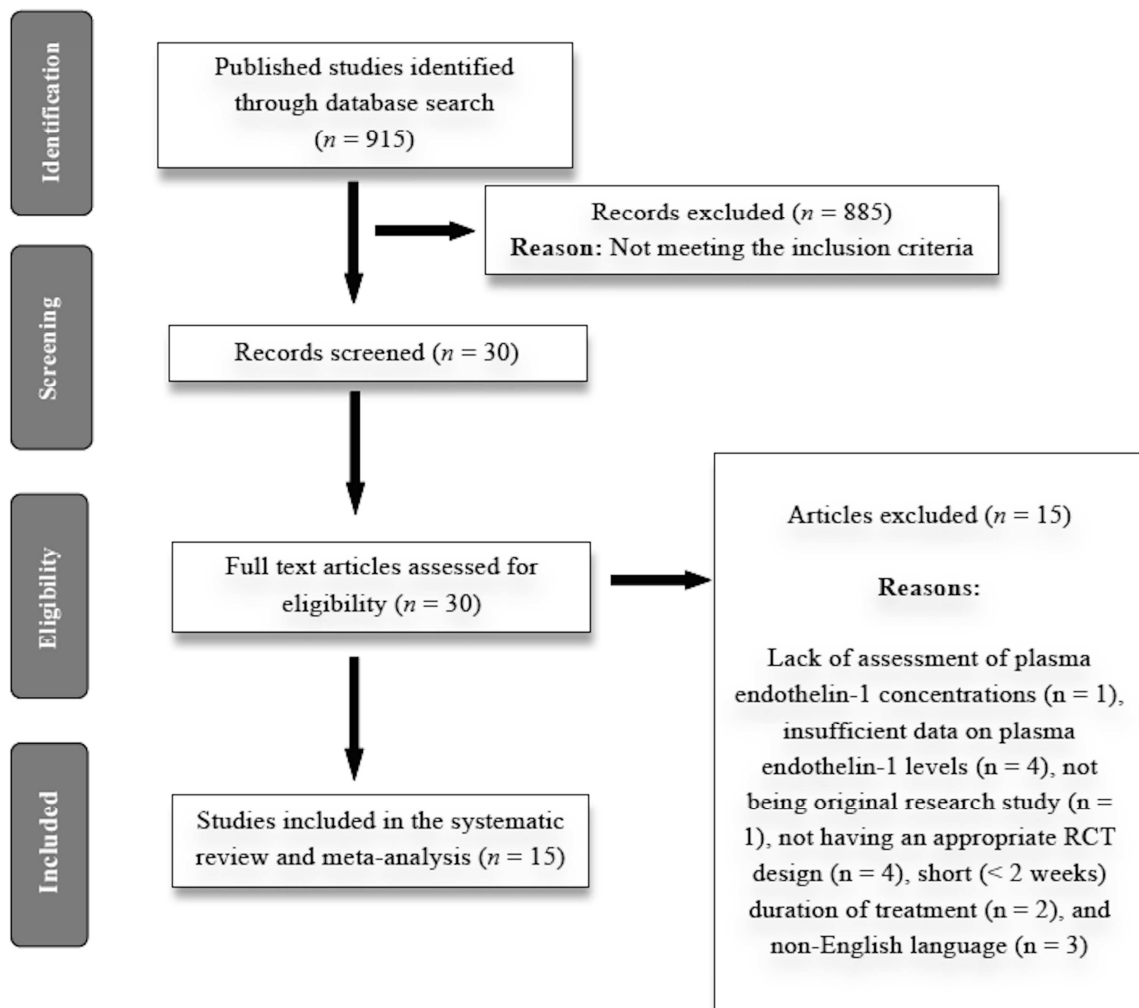 Identification
Published studies identified
through database search
(n = 915)
Records excluded (n = 885)
Reason: Not meeting the inclusion criteria
Screening
Records screened (n = 30)
Eligibility
Full text articles assessed for
eligibility (n = 30)
Articles excluded (n = 15)
Reasons:
Lack of assessment of plasma
endothelin-1 concentrations (n = 1),
insufficient data on plasma
endothelin-1 levels (n = 4), not
being original research study (n =
1), not having an appropriate RCT
design (n = 4), short (< 2 weeks)
duration of treatment (n = 2), and
non-English language (n = 3)
Included
Studies included in the systematic
review and meta-analysis (n = 15)